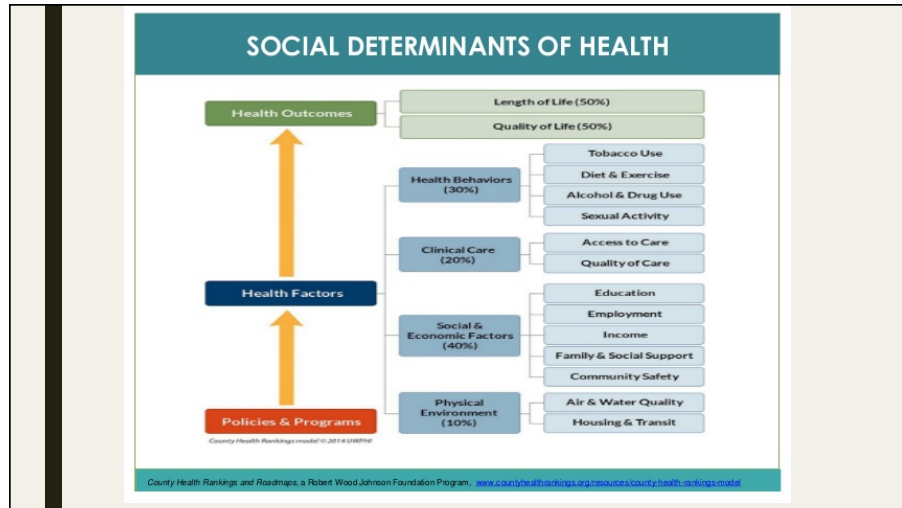 SOCIAL DETERMINANTS OF HEALTH
Health Outcomes
Length of Life (50%)
Quality of Life (50%)
Health Behaviors
(30%)
Tobacco Use
Diet & Exercise
Alcohol & Drug Use
Sexual Activity
Clinical Care
(20%)
Access to Care
Quality of Care
Health Factors
Social &
Economic Factors
(40%)
Education
Employment
Income
Family & Social Support
Community Safety
Physical
Environment
(10%)
Air & Water Quality
Housing & Transit
Policies & Programs
County Health Rankings model © 2014 UWPHI
County Health Rankings and Roadmaps, a Robert Wood Johnson Foundation Program, www.countyhealthrankings.org/resources/county-health-rankings-model